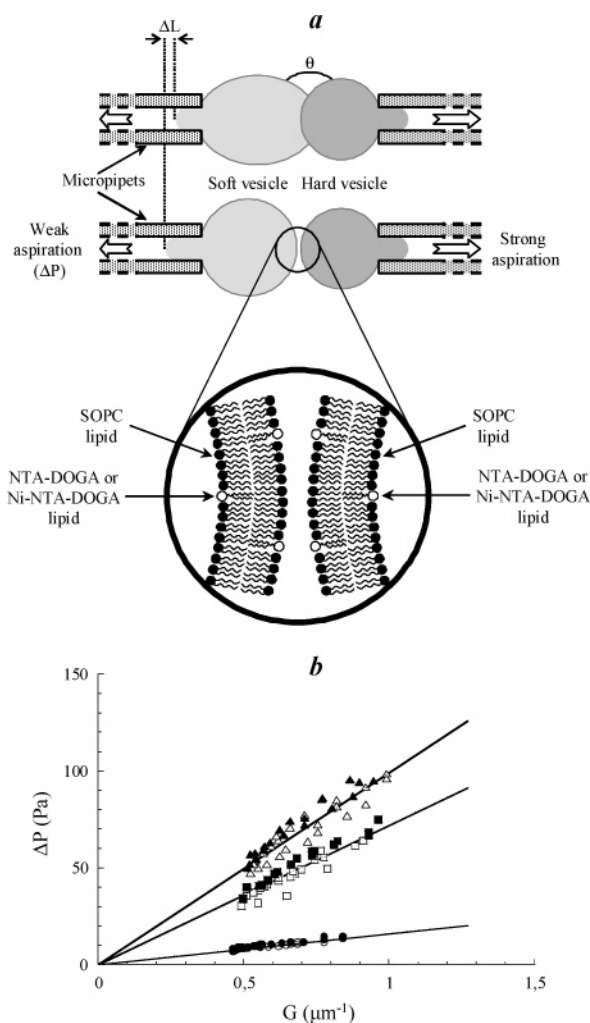 a
ΔL
θ
Micropipets
Soft vesicle
Hard vesicle
Weak
aspiration
(ΔP)
Strong
aspiration
SOPC
lipid
SOPC
lipid
NTA-DOGA or
Ni-NTA-DOGA
lipid
NTA-DOGA or
Ni-NTA-DOGA
lipid
b
150
100
50
0
ΔP (Pa)
0
0,5
1
1,5
G (μm⁻¹)